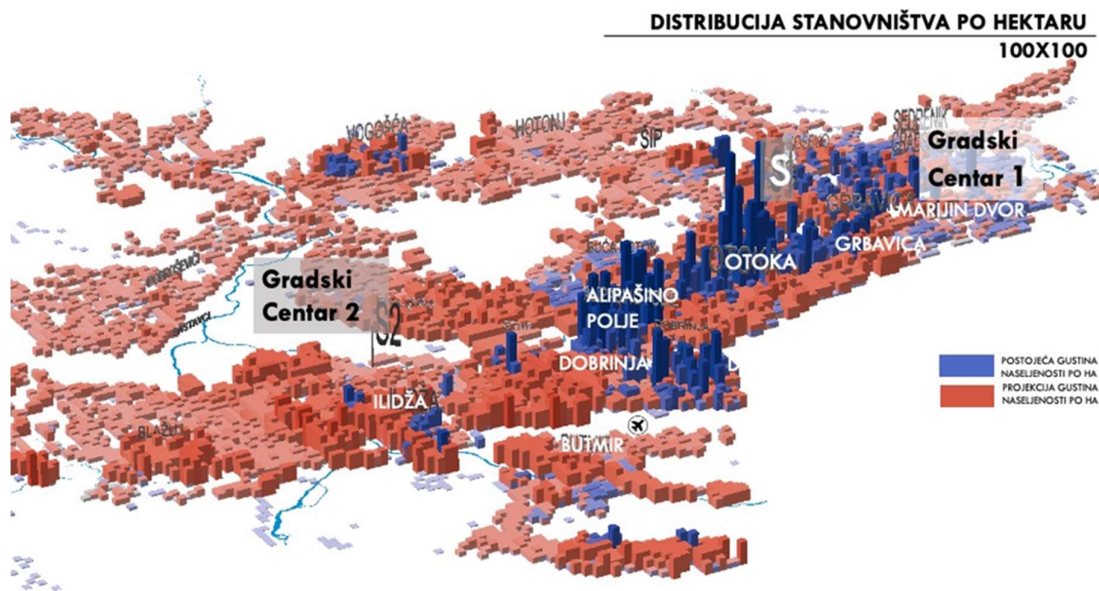 DISTRIBUCIJA STANOVNIŠTVA PO HEKTARU
100X100
VOGOŠĆA
HOTONJ
ŠIP
SEDRENIK
Gradski
Centar 1
S
MARIJIN DVOR
GRBAVICA
OTOKA
Gradski
Centar 2
S2
ALIPAŠINO
POLJE
DOBRINJA
ILIDŽA
BUTMIR
POSTOJEĆA GUSTINA
NASELJENOSTI PO HA
PROJEKCIJA GUSTINA
NASELJENOSTI PO HA